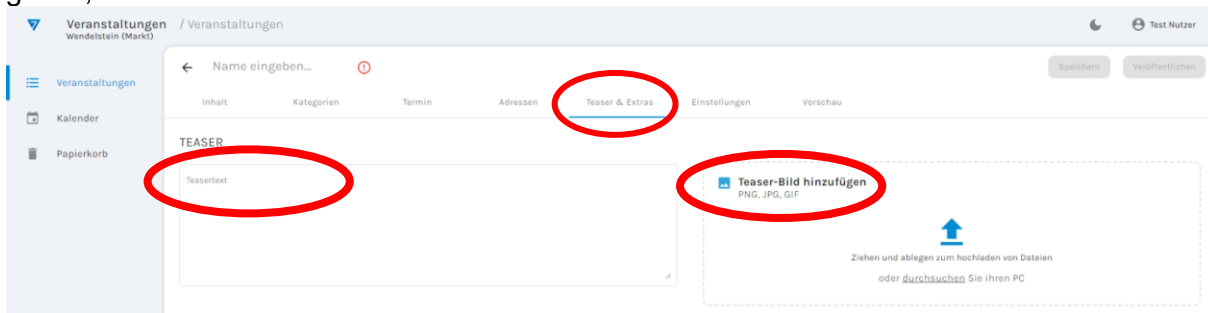 Veranstaltungen / Veranstaltungen Test Nutzer
Wendelstein (Markt)
Name eingeben... Speichern Veröffentlichen
Veranstaltungen
Inhalt Kategorien Termin Adressen Teaser & Extras Einstellungen Vorschau
Kalender
Papierkorb
TEASER
Teasertext
Teaser-Bild hinzufügen
PNG, JPG, GIF
Ziehen und ablegen zum hochladen von Dateien
oder durchsuchen Sie ihren PC